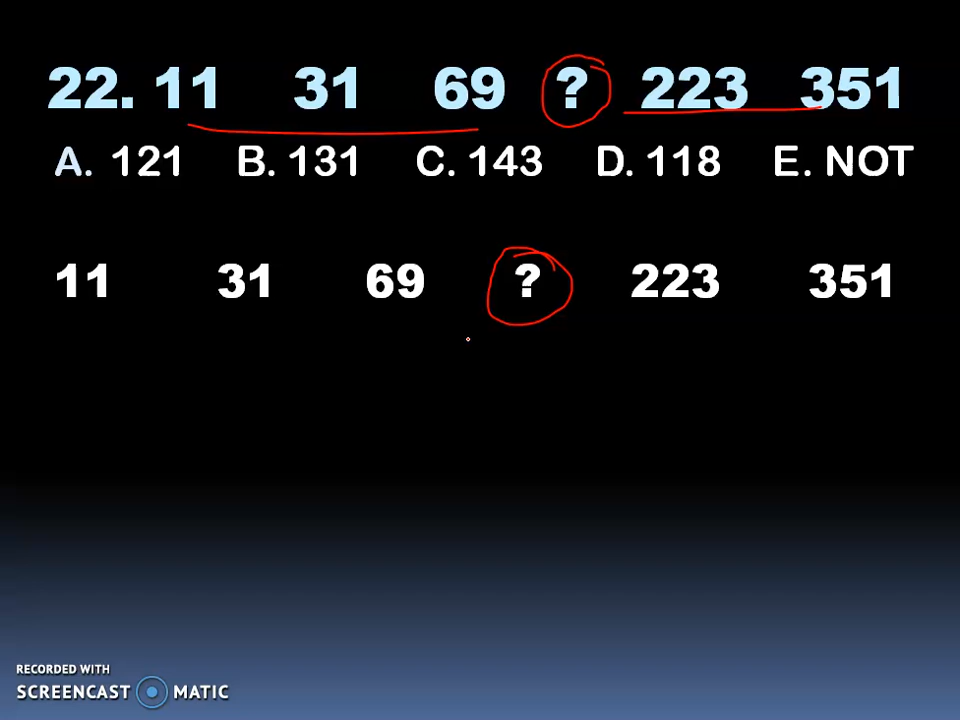 22. 11 31 69 ? 223 351
A. 121 B. 131 C. 143 D. 118 E. NOT
11 31 69 ? 223 351
RECORDED WITH
SCREENCAST MATIC